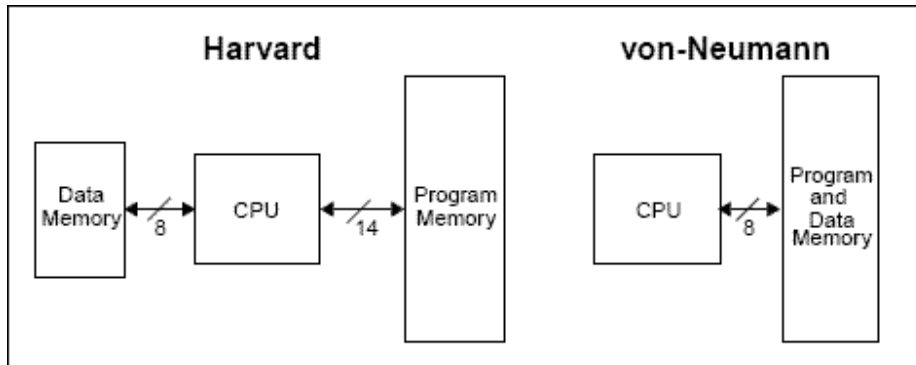 Harvard
von-Neumann
Data
Memory
8
CPU
14
Program
Memory
CPU
8
Program
and
Data
Memory